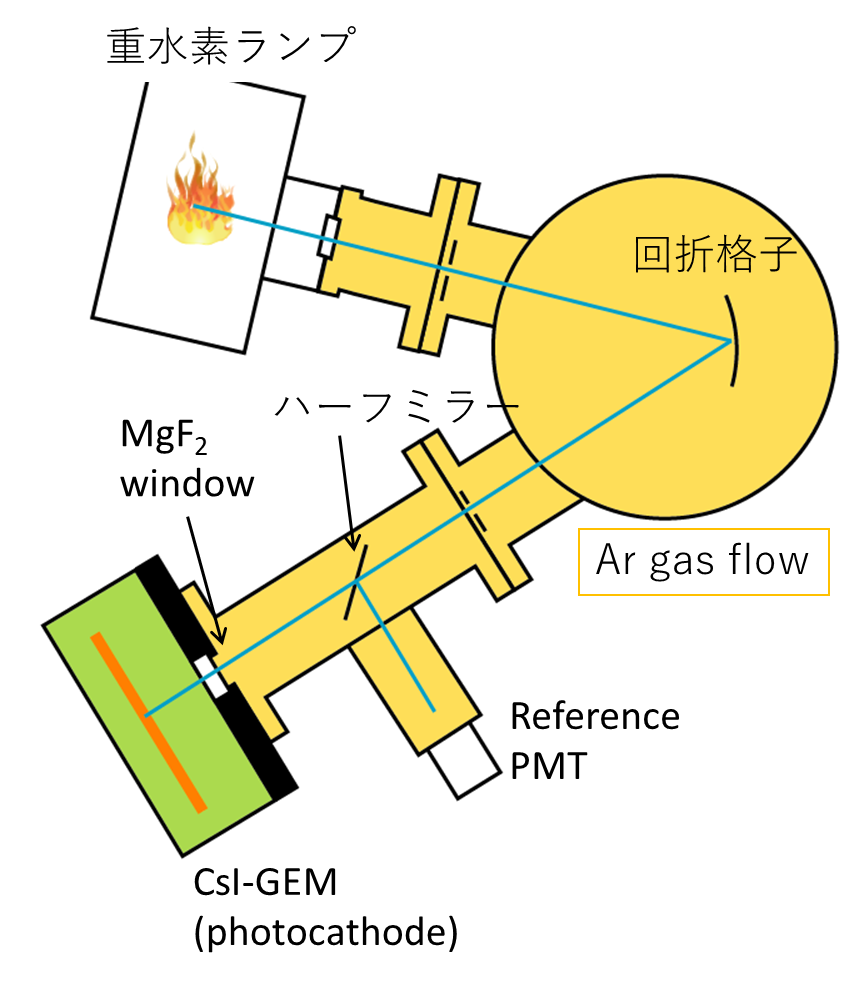 重水素ランプ
回折格子
ハーフミラー
MgF₂
window
Ar gas flow
Reference
PMT
CsI-GEM
(photocathode)